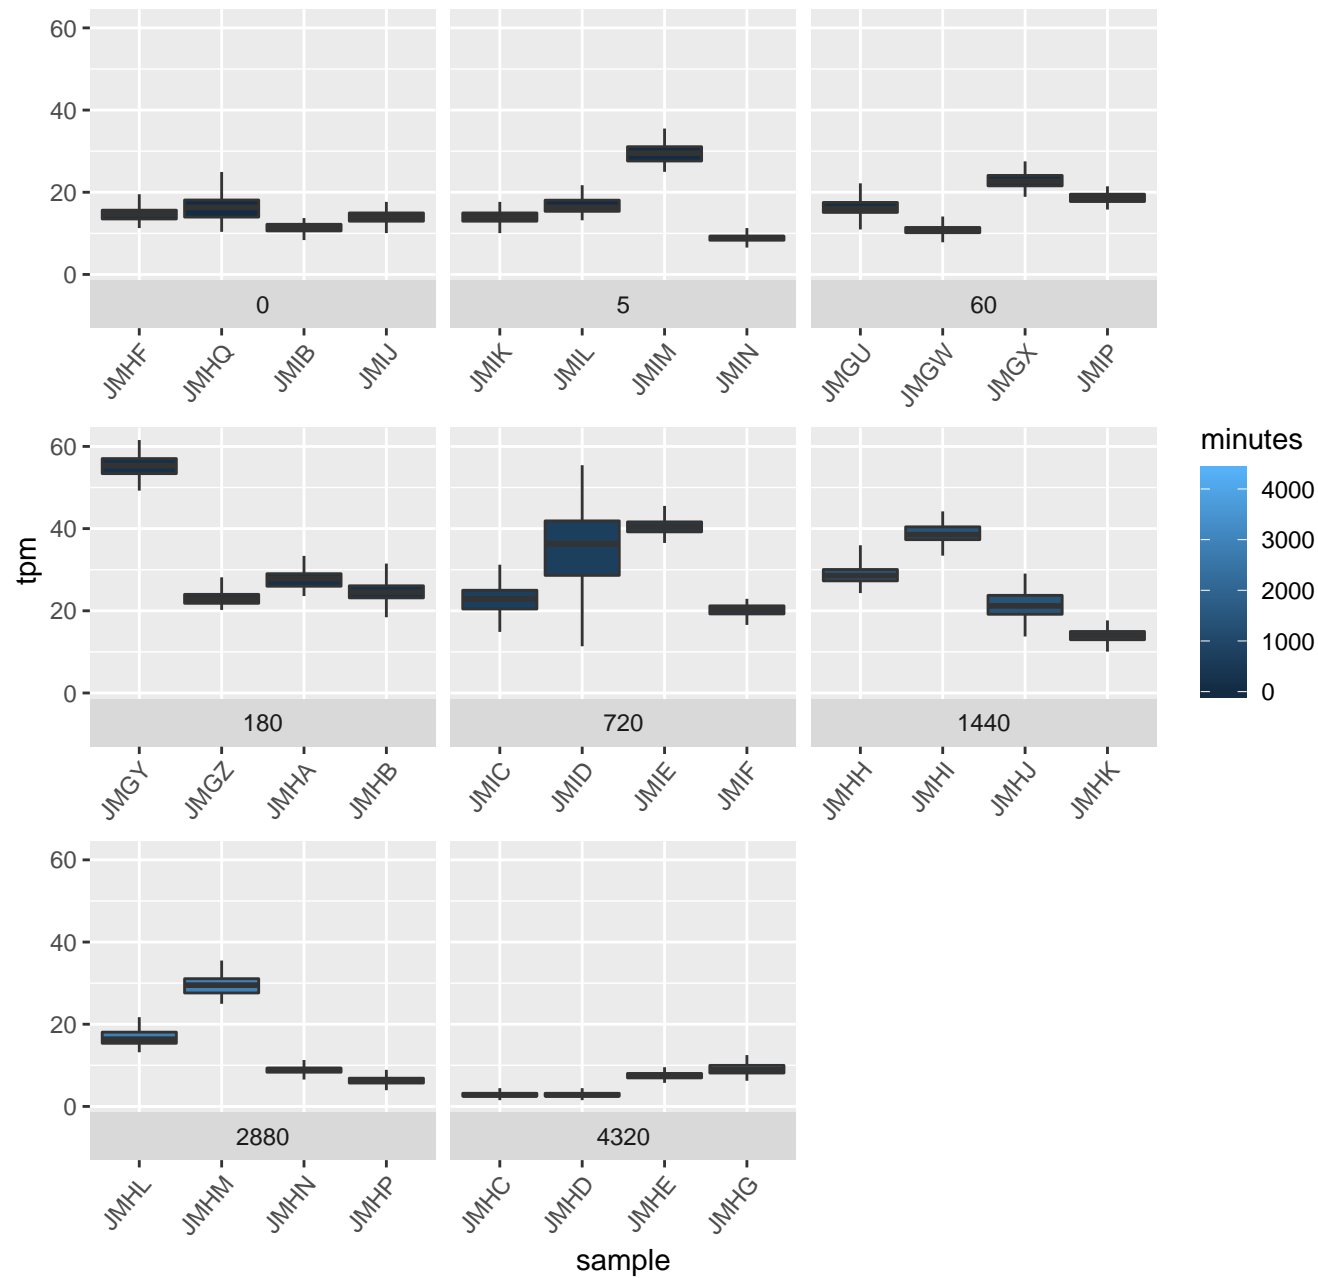 60
40
20
0
0
5
60
JMHF
JMHQ
JMIB
JMIJ
JMIK
JMIL
JMIM
JMIN
JMGU
JMGW
JMGX
JMIP
tpm
60
40
20
0
180
720
1440
JMGY
JMGZ
JMHA
JMHB
JMIC
JMID
JMIE
JMIF
JMHH
JMHI
JMHJ
JMHK
minutes
4000
3000
2000
1000
0
60
40
20
0
2880
4320
JMHL
JMHM
JMHN
JMHP
JMHC
JMHD
JMHE
JMHG
sample